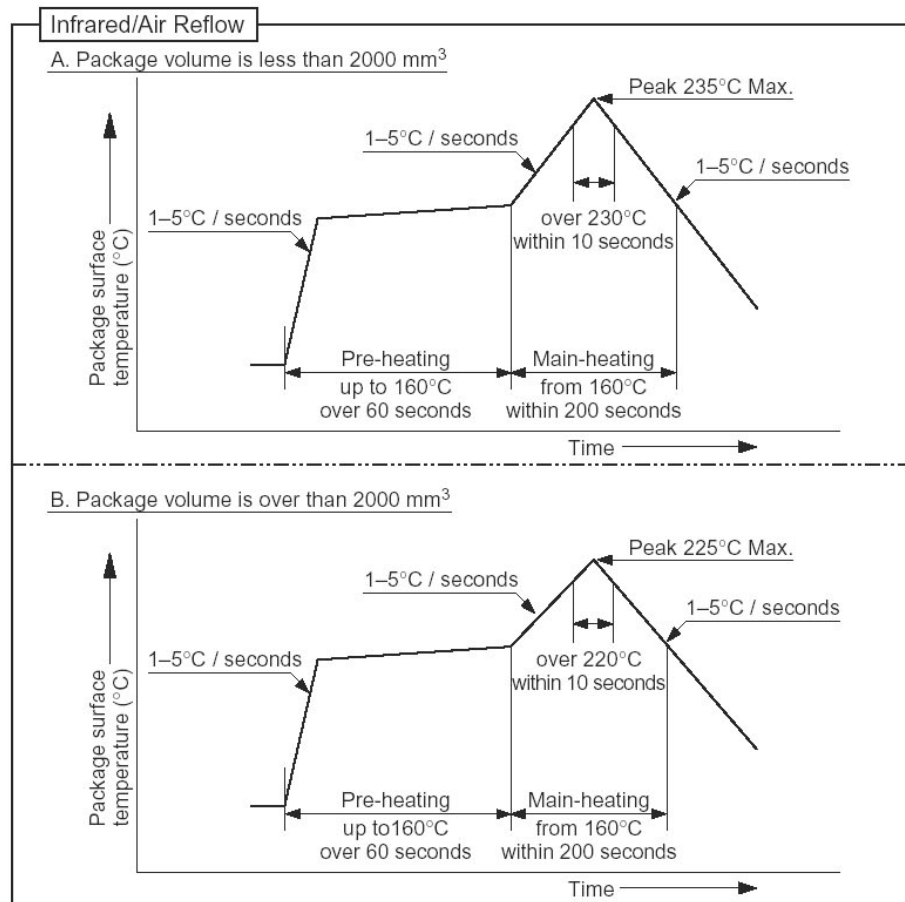 Infrared/Air Reflow
A. Package volume is less than 2000 mm³
Peak 235°C Max.
1–5°C / seconds
1–5°C / seconds
1–5°C / seconds
over 230°C
within 10 seconds
Package surface
temperature (°C)
Pre-heating
up to 160°C
over 60 seconds
Main-heating
from 160°C
within 200 seconds
Time
B. Package volume is over than 2000 mm³
Peak 225°C Max.
1–5°C / seconds
1–5°C / seconds
1–5°C / seconds
over 220°C
within 10 seconds
Package surface
temperature (°C)
Pre-heating
up to160°C
over 60 seconds
Main-heating
from 160°C
within 200 seconds
Time